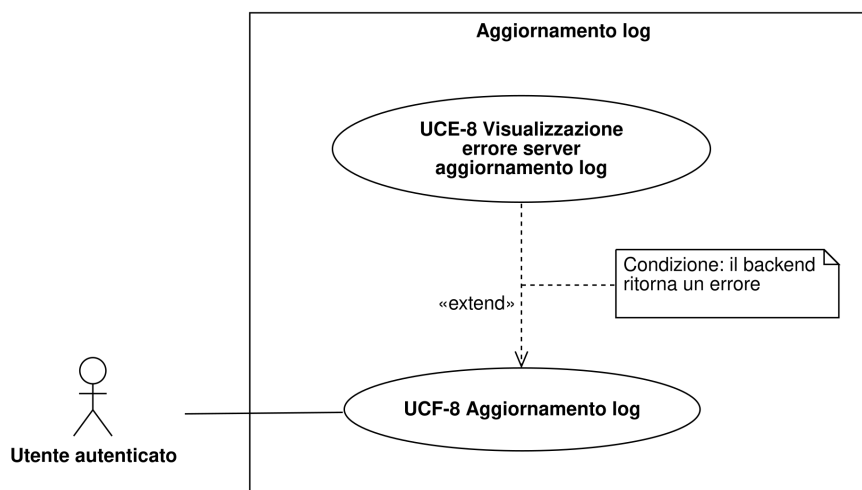 Aggiornamento log
UCE-8 Visualizzazione
errore server
aggiornamento log
Condizione: il backend
ritorna un errore
«extend»
UCF-8 Aggiornamento log
Utente autenticato